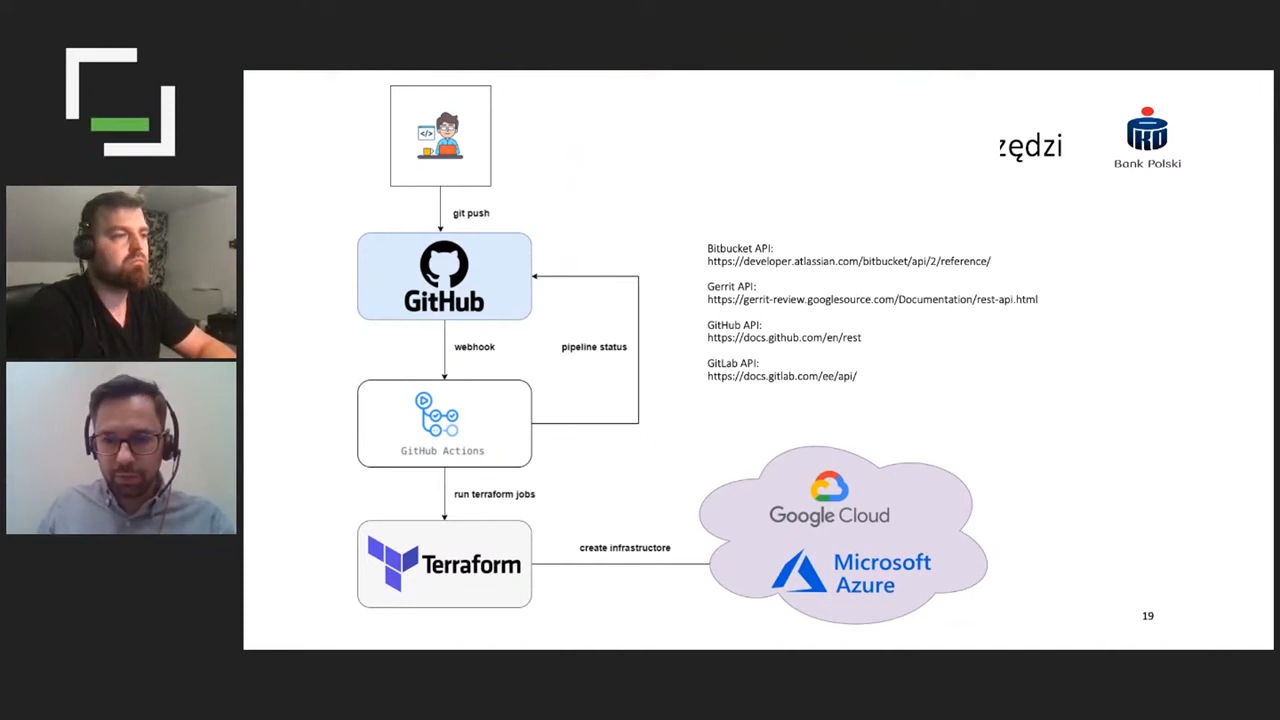 zędzi
PKO
Bank Polski
</>
git push
GitHub
webhook
pipeline status
GitHub Actions
run terraform jobs
Terraform
create infrastructore
Bitbucket API:
https://developer.atlassian.com/bitbucket/api/2/reference/
Gerrit API:
https://gerrit-review.googlesource.com/Documentation/rest-api.html
GitHub API:
https://docs.github.com/en/rest
GitLab API:
https://docs.gitlab.com/ee/api/
Google Cloud
Microsoft
Azure
19